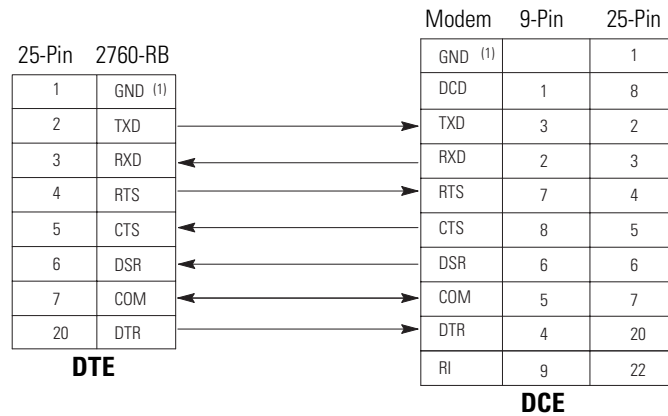 Modem 9-Pin 25-Pin
25-Pin 2760-RB
GND (1) 1
1 GND (1)
DCD 1 8
2 TXD
TXD 3 2
3 RXD
RXD 2 3
4 RTS
RTS 7 4
5 CTS
CTS 8 5
6 DSR
DSR 6 6
7 COM
COM 5 7
20 DTR
DTR 4 20
DTE
RI 9 22
DCE